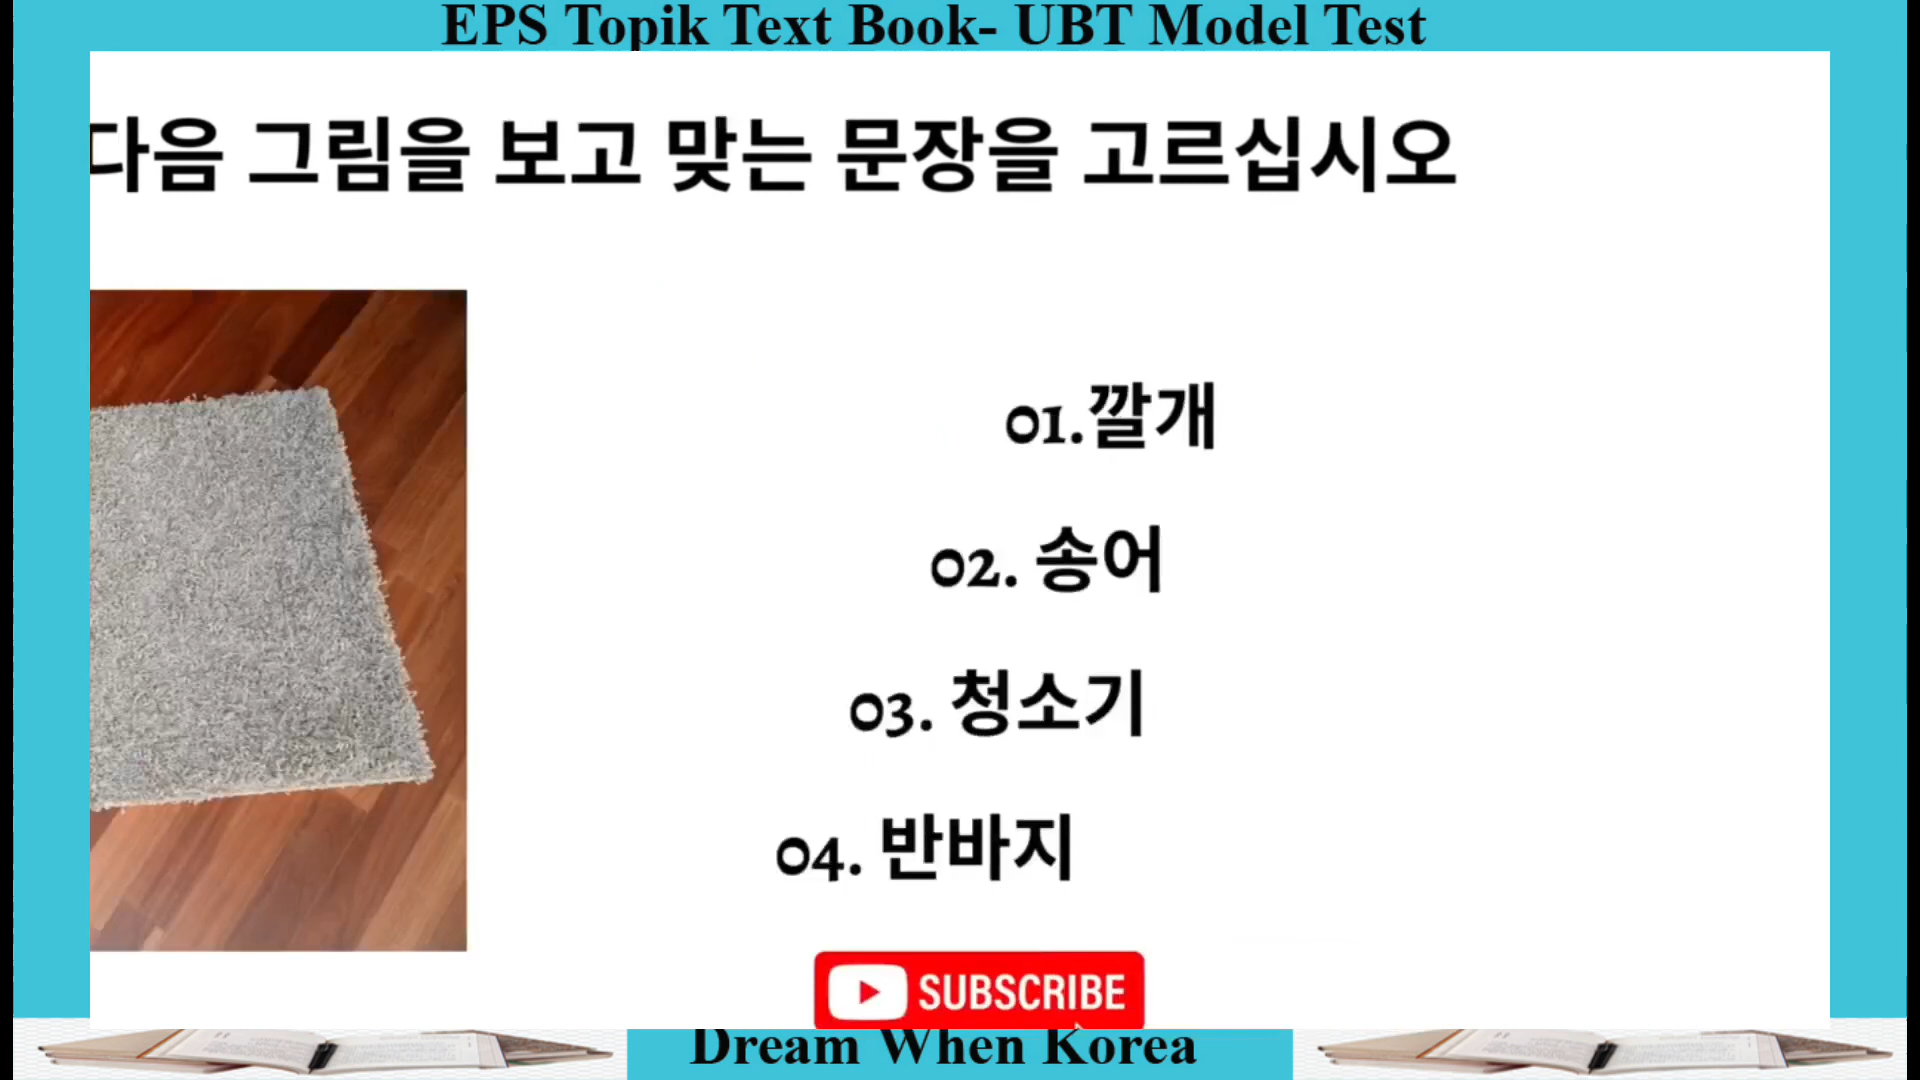 EPS Topik Text Book- UBT Model Test
다음 그림을 보고 맞는 문장을 고르십시오
01.깔개
02. 송어
03. 청소기
04. 반바지
SUBSCRIBE
Dream When Korea